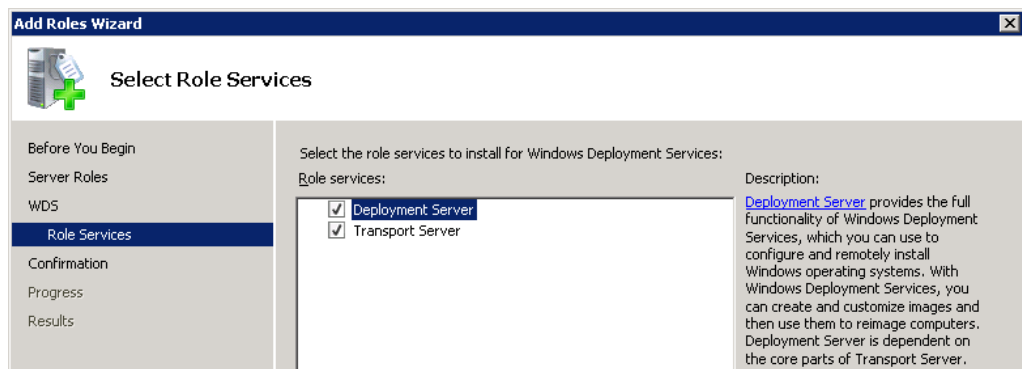 Add Roles Wizard
Select Role Services
Before You Begin
Server Roles
WDS
Role Services
Confirmation
Progress
Results
Select the role services to install for Windows Deployment Services:
Role services:
Deployment Server
Transport Server
Description:
Deployment Server provides the full
functionality of Windows Deployment
Services, which you can use to
configure and remotely install
Windows operating systems. With
Windows Deployment Services, you
can create and customize images and
then use them to reimage computers.
Deployment Server is dependent on
the core parts of Transport Server.